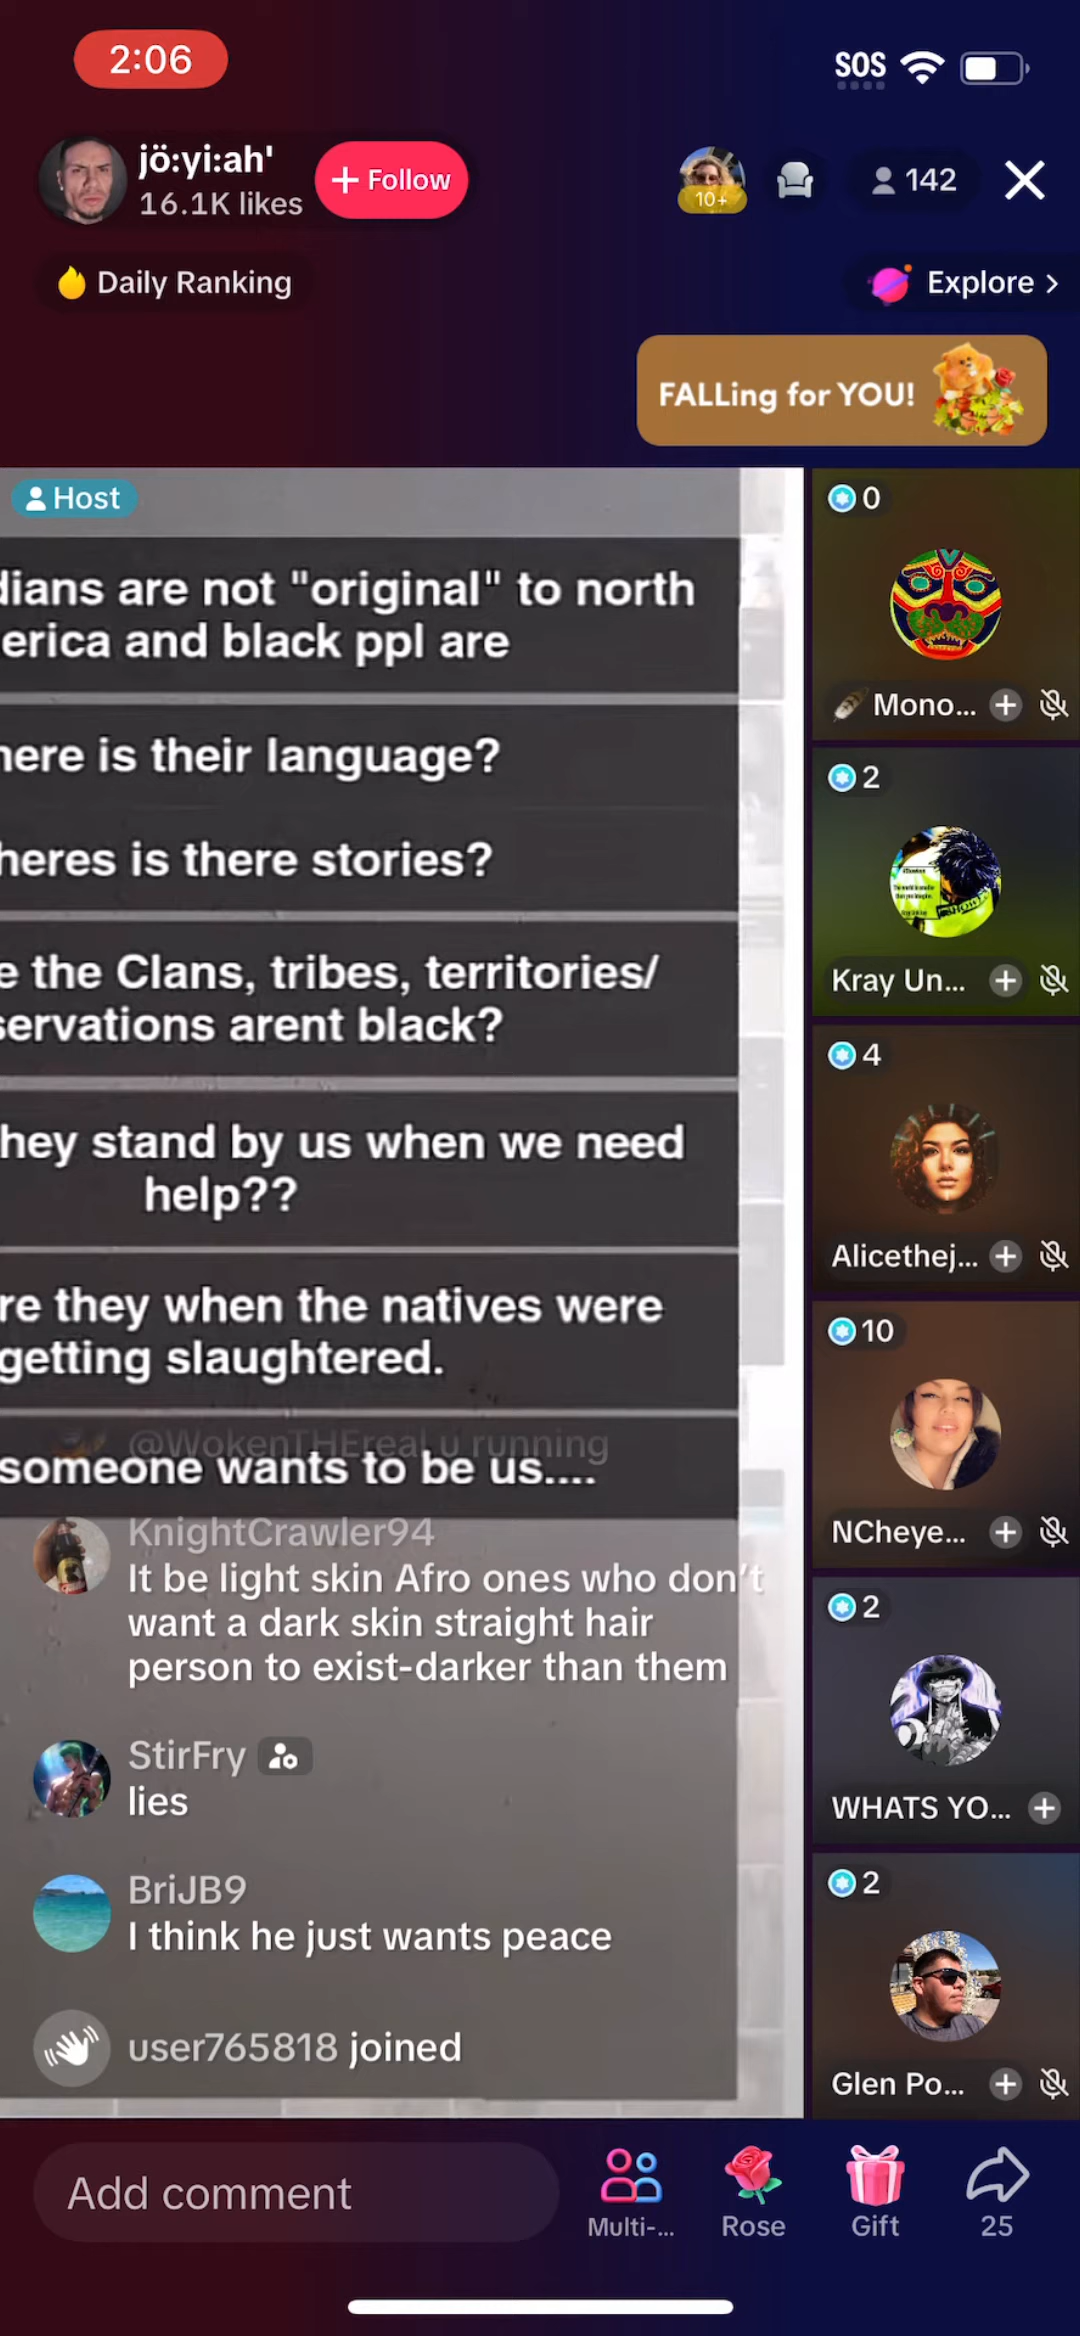 2:06
SOS
jö:yi:ah'
16.1K likes
+ Follow
10+
142
Daily Ranking
Explore >
FALLing for YOU!
Host
dians are not "original" to north
erica and black ppl are
here is their language?
heres is there stories?
e the Clans, tribes, territories/
servations arent black?
hey stand by us when we need
help??
re they when the natives were
getting slaughtered.
@WokenTHEreal u running
someone wants to be us....
KnightCrawler94
It be light skin Afro ones who don't
want a dark skin straight hair
person to exist-darker than them
StirFry
lies
BriJB9
I think he just wants peace
user765818 joined
0
Mono...
2
Kray Un...
4
Alicethej...
10
NCheye...
2
WHATS YO...
2
Glen Po...
Add comment
Multi-...
Rose
Gift
25